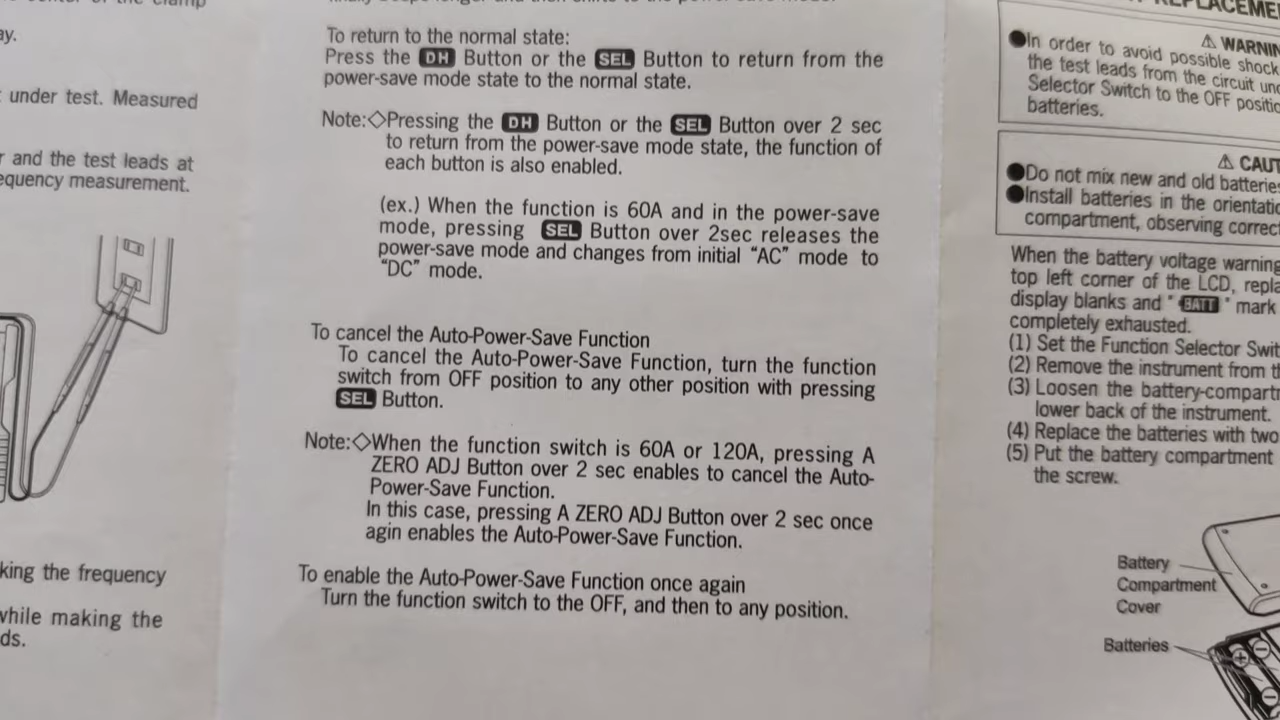 ay.
under test. Measured
and the test leads at
equency measurement.
king the frequency
while making the
ds.
To return to the normal state:
Press the DH Button or the SEL Button to return from the
power-save mode state to the normal state.
Note:◇Pressing the DH Button or the SEL Button over 2 sec
to return from the power-save mode state, the function of
each button is also enabled.
(ex.) When the function is 60A and in the power-save
mode, pressing SEL Button over 2sec releases the
power-save mode and changes from initial “AC” mode to
“DC” mode.
To cancel the Auto-Power-Save Function
To cancel the Auto-Power-Save Function, turn the function
switch from OFF position to any other position with pressing
SEL Button.
Note:◇When the function switch is 60A or 120A, pressing A
ZERO ADJ Button over 2 sec enables to cancel the Auto-
Power-Save Function.
In this case, pressing A ZERO ADJ Button over 2 sec once
agin enables the Auto-Power-Save Function.
To enable the Auto-Power-Save Function once again
Turn the function switch to the OFF, and then to any position.
REPLACEMEN
⚠ WARNIN
●In order to avoid possible shock
the test leads from the circuit und
Selector Switch to the OFF positio
batteries.
⚠ CAUT
●Do not mix new and old batteries
●Install batteries in the orientatio
compartment, observing correct
When the battery voltage warning
top left corner of the LCD, repla
display blanks and " BATT " mark
completely exhausted.
(1) Set the Function Selector Swit
(2) Remove the instrument from th
(3) Loosen the battery-compartm
lower back of the instrument.
(4) Replace the batteries with two
(5) Put the battery compartment
the screw.
Battery
Compartment
Cover
Batteries